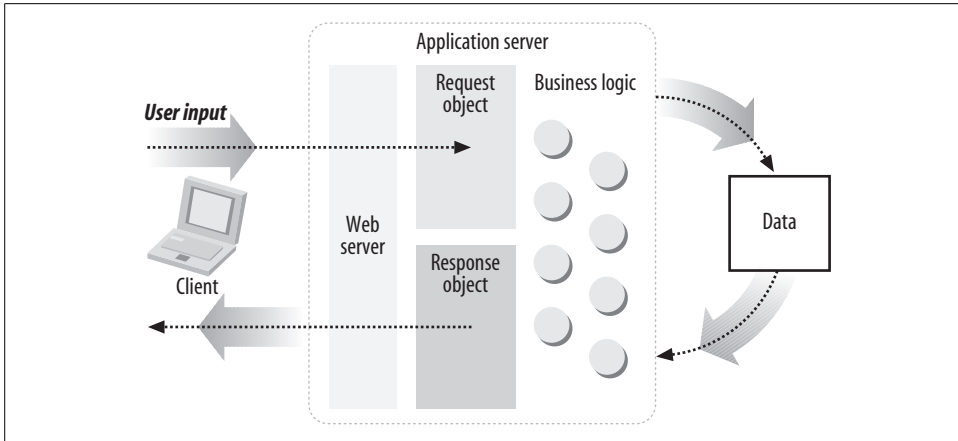 Application server
Request
object
Business logic
User input
Web
server
Data
Response
object
Client